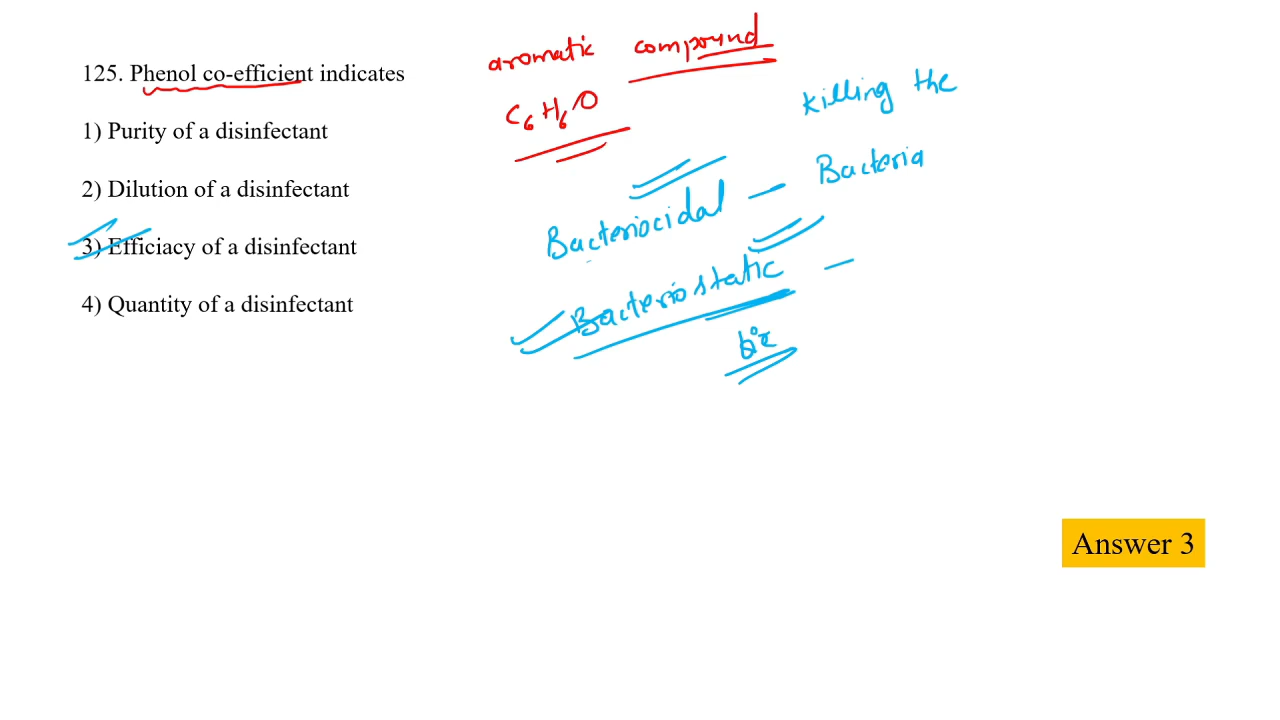 125. Phenol co-efficient indicates
1) Purity of a disinfectant
2) Dilution of a disinfectant
3) Efficiacy of a disinfectant
4) Quantity of a disinfectant
aromatic compound
C6H6O
Bacteriocidal — killing the
Bacteria
Bacteriostatic —
Answer 3